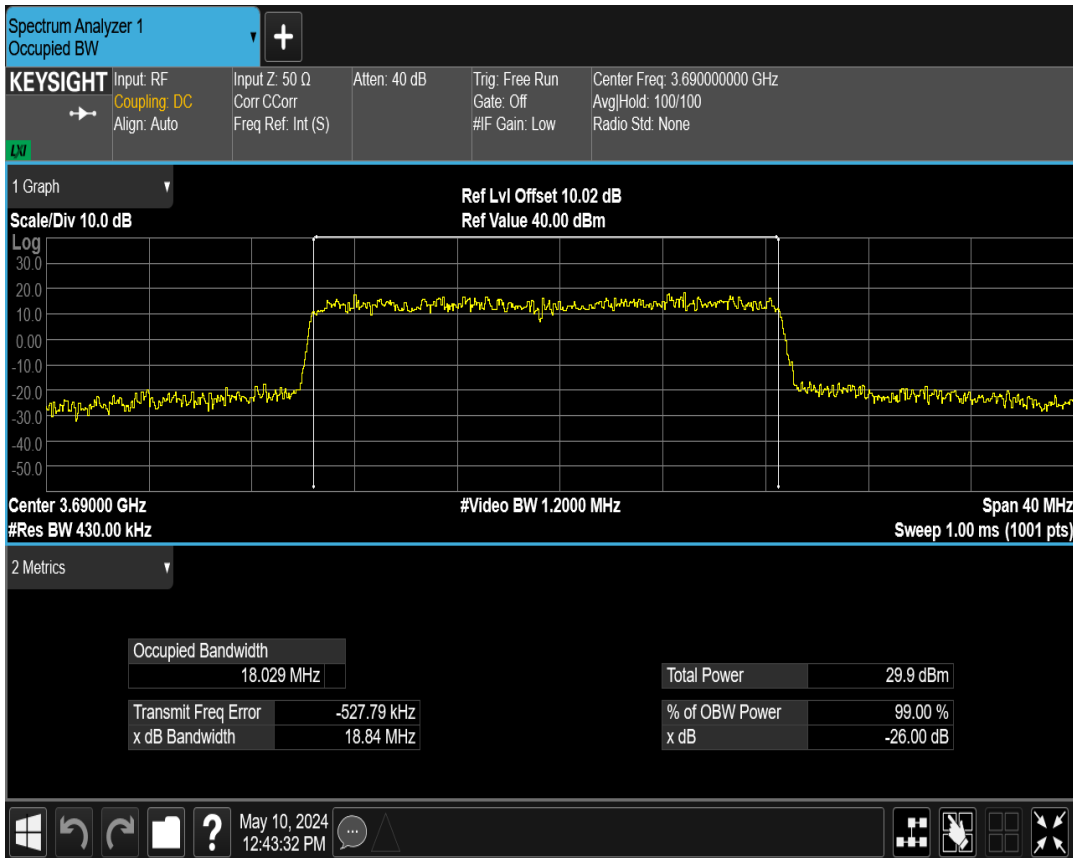 Spectrum Analyzer 1
Occupied BW
+
KEYSIGHT
LXI
Input: RF
Coupling: DC
Align: Auto
Input Z: 50 Ω
Corr CCorr
Freq Ref: Int (S)
Atten: 40 dB
Trig: Free Run
Gate: Off
#IF Gain: Low
Center Freq: 3.690000000 GHz
Avg|Hold: 100/100
Radio Std: None
1 Graph
Scale/Div 10.0 dB
Ref Lvl Offset 10.02 dB
Ref Value 40.00 dBm
Log
30.0
20.0
10.0
0.00
-10.0
-20.0
-30.0
-40.0
-50.0
Center 3.69000 GHz
#Res BW 430.00 kHz
#Video BW 1.2000 MHz
Span 40 MHz
Sweep 1.00 ms (1001 pts)
2 Metrics
Occupied Bandwidth
18.029 MHz
Transmit Freq Error -527.79 kHz
x dB Bandwidth 18.84 MHz
Total Power 29.9 dBm
% of OBW Power 99.00 %
x dB -26.00 dB
?
May 10, 2024
12:43:32 PM